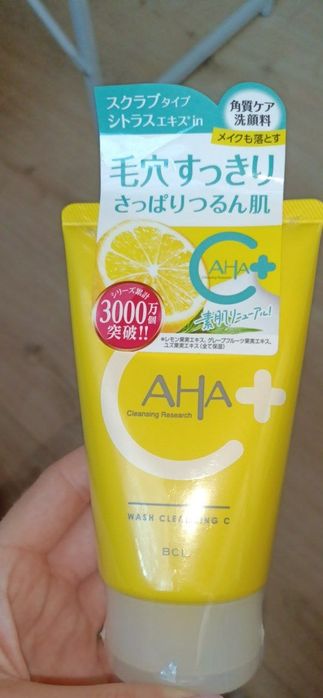 スクラブタイプ
シトラスエキスin
角質ケア
洗顔料
メイクも落とす
毛穴すっきり
さっぱりつるん肌
C AHA+
Cleansing Research
シリーズ累計
3000万個
突破!!
素肌リニューアル!
*レモン果実エキス、グレープフルーツ果実エキス、
ユズ果実エキス(全て保湿)
C AHA+
Cleansing Research
WASH CLEANSING C
BCL